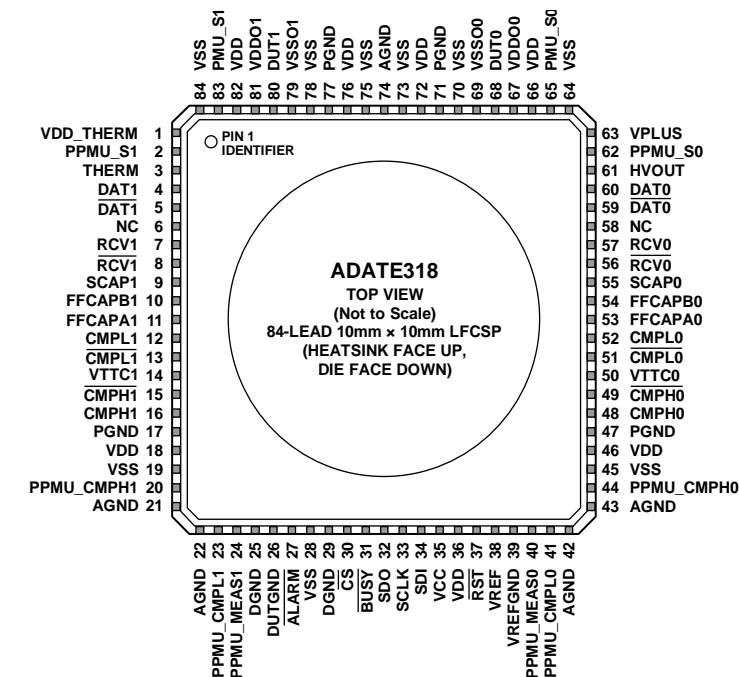 84 VSS
83 PMU_S1
82 VDD
81 VDDO1
80 DUT1
79 VSSO1
78 VSS
77 PGND
76 VDD
75 VSS
74 AGND
73 VSS
72 VDD
71 PGND
70 VSS
69 VSSO0
68 DUT0
67 VDDO0
66 VDD
65 PMU_S0
64 VSS
VDD_THERM 1
PPMU_S1 2
THERM 3
DAT1 4
DAT1 5
NC 6
RCV1 7
RCV1 8
SCAP1 9
FFCAPB1 10
FFCAPA1 11
CMPL1 12
CMPL1 13
VTTC1 14
CMPH1 15
CMPH1 16
PGND 17
VDD 18
VSS 19
PPMU_CMPH1 20
AGND 21
PIN 1
IDENTIFIER
ADATE318
TOP VIEW
(Not to Scale)
84-LEAD 10mm × 10mm LFCSP
(HEATSINK FACE UP,
DIE FACE DOWN)
63 VPLUS
62 PPMU_S0
61 HVOUT
60 DAT0
59 DAT0
58 NC
57 RCV0
56 RCV0
55 SCAP0
54 FFCAPB0
53 FFCAPA0
52 CMPL0
51 CMPL0
50 VTTC0
49 CMPH0
48 CMPH0
47 PGND
46 VDD
45 VSS
44 PPMU_CMPH0
43 AGND
AGND 22
PPMU_CMPL1 23
PPMU_MEAS1 24
DGND 25
DUTGND 26
ALARM 27
VSS 28
DGND 29
CS 30
BUSY 31
SDO 32
SCLK 33
SDI 34
VCC 35
VDD 36
RST 37
VREF 38
VREFGND 39
PPMU_MEAS0 40
PPMU_CMPL0 41
AGND 42